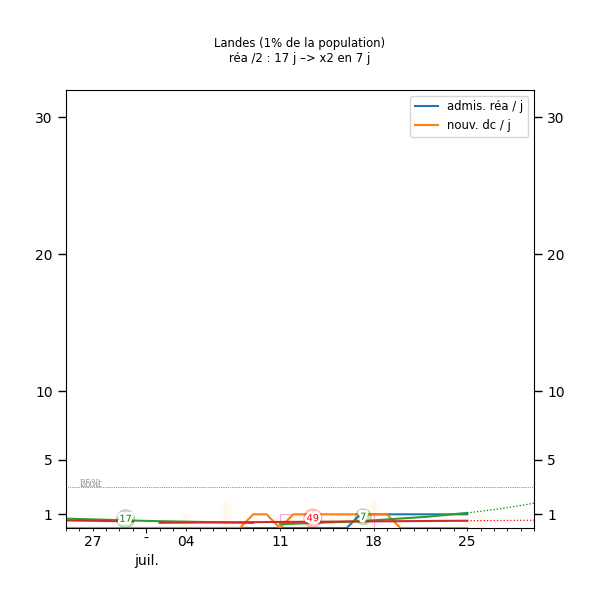 Landes (1% de la population)
réa /2 : 17 j –> x2 en 7 j
admis. réa / j
nouv. dc / j
30 30
20 20
10 10
5 5
1 1
17 49 7
27 - 04 11 18 25
juil.